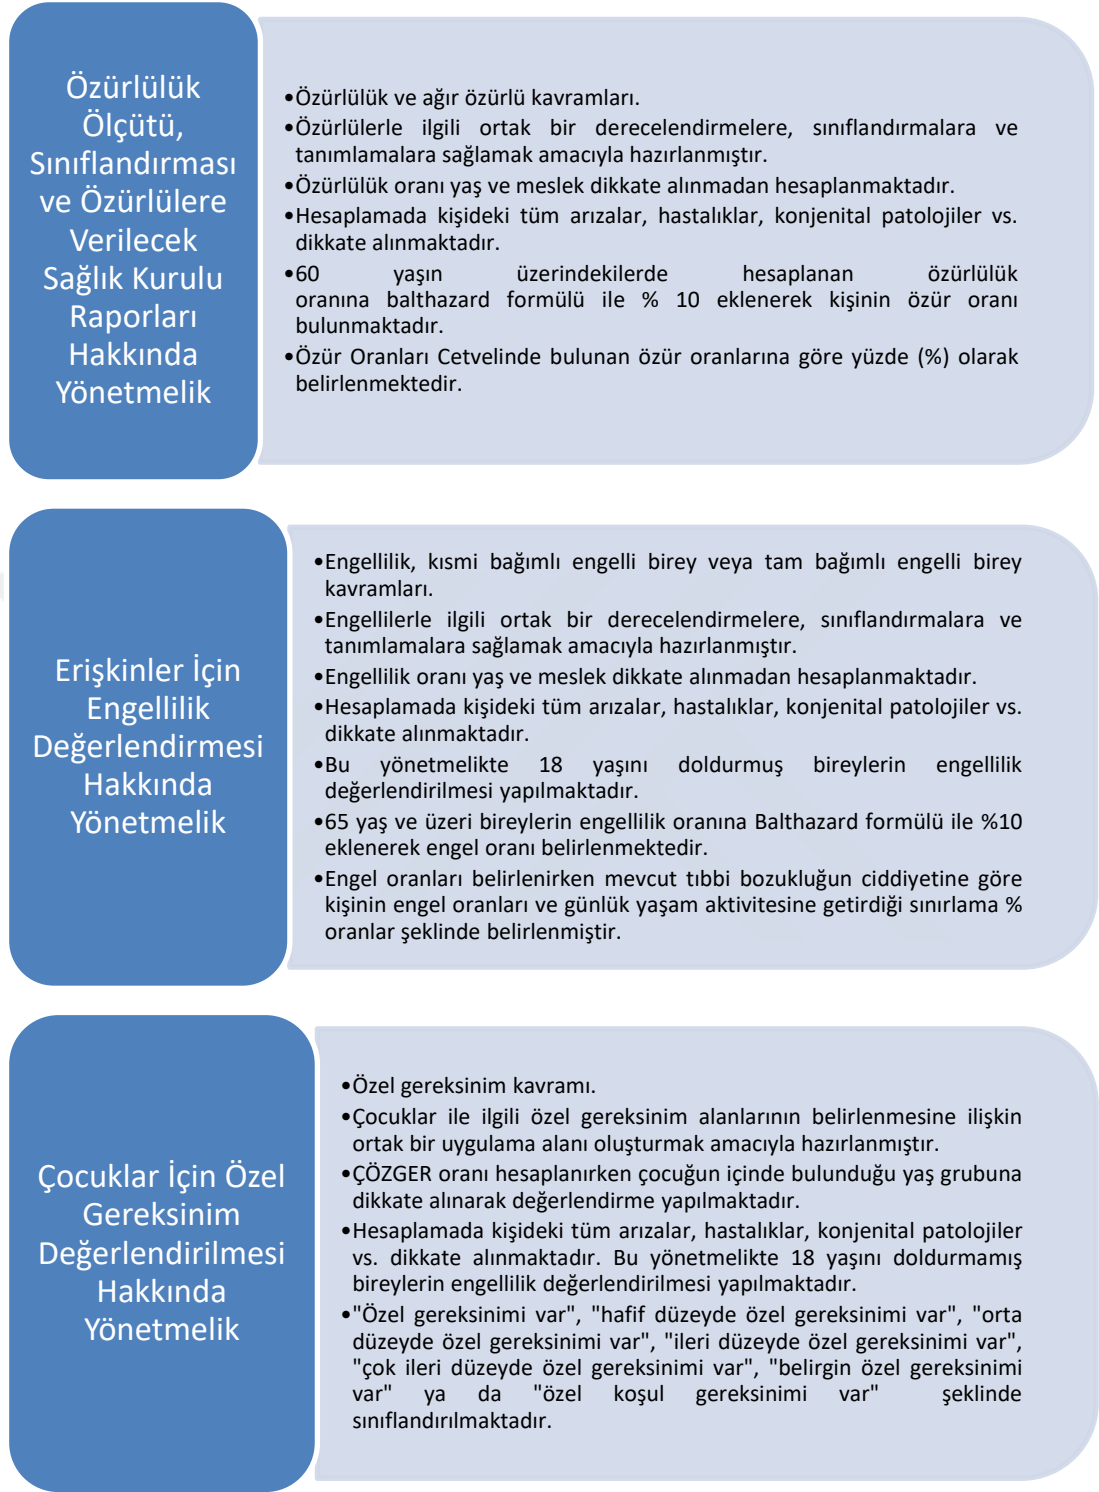 Özürlülük
Ölçütü,
Sınıflandırması
ve Özürlülere
Verilecek
Sağlık Kurulu
Raporları
Hakkında
Yönetmelik
•Özürlülük ve ağır özürlü kavramları.
•Özürlülerle ilgili ortak bir derecelendirmelere, sınıflandırmalara ve
tanımlamalara sağlamak amacıyla hazırlanmıştır.
•Özürlülük oranı yaş ve meslek dikkate alınmadan hesaplanmaktadır.
•Hesaplamada kişideki tüm arızalar, hastalıklar, konjenital patolojiler vs.
dikkate alınmaktadır.
•60 yaşın üzerindekilerde hesaplanan özürlülük
oranına balthazard formülü ile % 10 eklenerek kişinin özür oranı
bulunmaktadır.
•Özür Oranları Cetvelinde bulunan özür oranlarına göre yüzde (%) olarak
belirlenmektedir.
Erişkinler İçin
Engellilik
Değerlendirmesi
Hakkında
Yönetmelik
•Engellilik, kısmi bağımlı engelli birey veya tam bağımlı engelli birey
kavramları.
•Engellilerle ilgili ortak bir derecelendirmelere, sınıflandırmalara ve
tanımlamalara sağlamak amacıyla hazırlanmıştır.
•Engellilik oranı yaş ve meslek dikkate alınmadan hesaplanmaktadır.
•Hesaplamada kişideki tüm arızalar, hastalıklar, konjenital patolojiler vs.
dikkate alınmaktadır.
•Bu yönetmelikte 18 yaşını doldurmuş bireylerin engellilik
değerlendirilmesi yapılmaktadır.
•65 yaş ve üzeri bireylerin engellilik oranına Balthazard formülü ile %10
eklenerek engel oranı belirlenmektedir.
•Engel oranları belirlenirken mevcut tıbbi bozukluğun ciddiyetine göre
kişinin engel oranları ve günlük yaşam aktivitesine getirdiği sınırlama %
oranlar şeklinde belirlenmiştir.
Çocuklar İçin Özel
Gereksinim
Değerlendirilmesi
Hakkında
Yönetmelik
•Özel gereksinim kavramı.
•Çocuklar ile ilgili özel gereksinim alanlarının belirlenmesine ilişkin
ortak bir uygulama alanı oluşturmak amacıyla hazırlanmıştır.
•ÇÖZGER oranı hesaplanırken çocuğun içinde bulunduğu yaş grubuna
dikkate alınarak değerlendirme yapılmaktadır.
•Hesaplamada kişideki tüm arızalar, hastalıklar, konjenital patolojiler
vs. dikkate alınmaktadır. Bu yönetmelikte 18 yaşını doldurmamış
bireylerin engellilik değerlendirilmesi yapılmaktadır.
•"Özel gereksinimi var", "hafif düzeyde özel gereksinimi var", "orta
düzeyde özel gereksinimi var", "ileri düzeyde özel gereksinimi var",
"çok ileri düzeyde özel gereksinimi var", "belirgin özel gereksinimi
var" ya da "özel koşul gereksinimi var" şeklinde
sınıflandırılmaktadır.